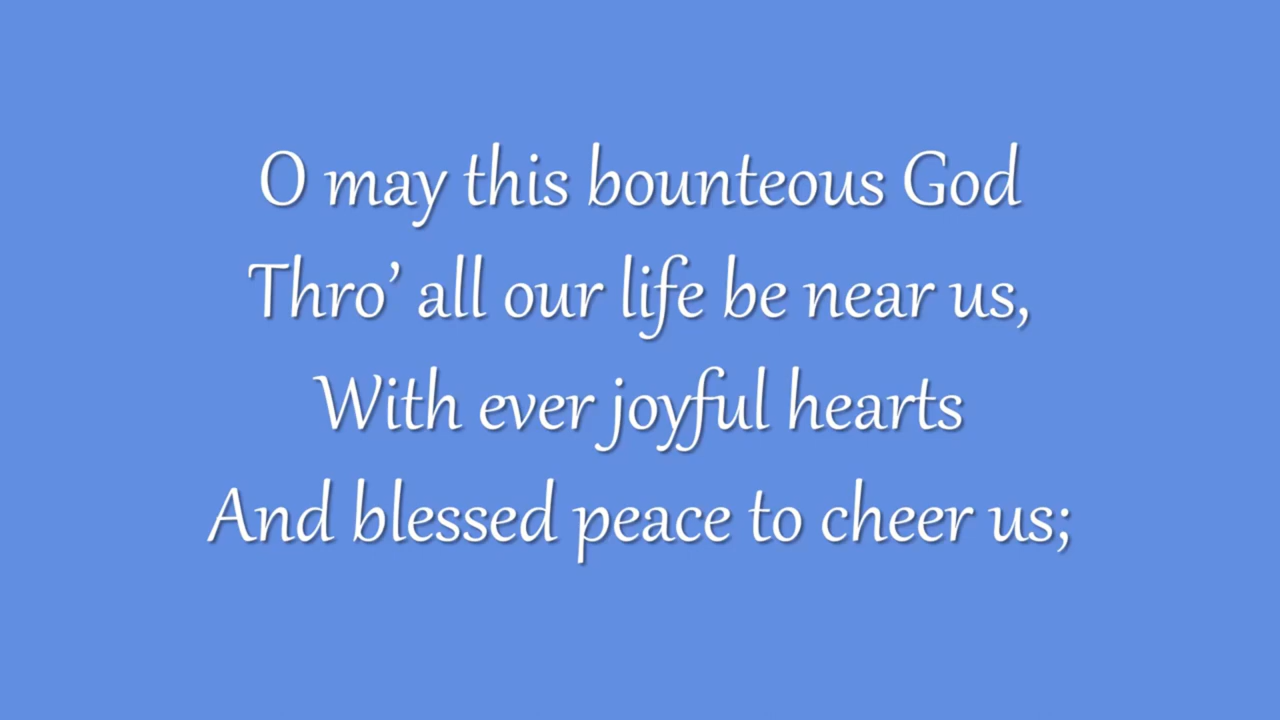 O may this bounteous God
Thro’ all our life be near us,
With ever joyful hearts
And blessed peace to cheer us;